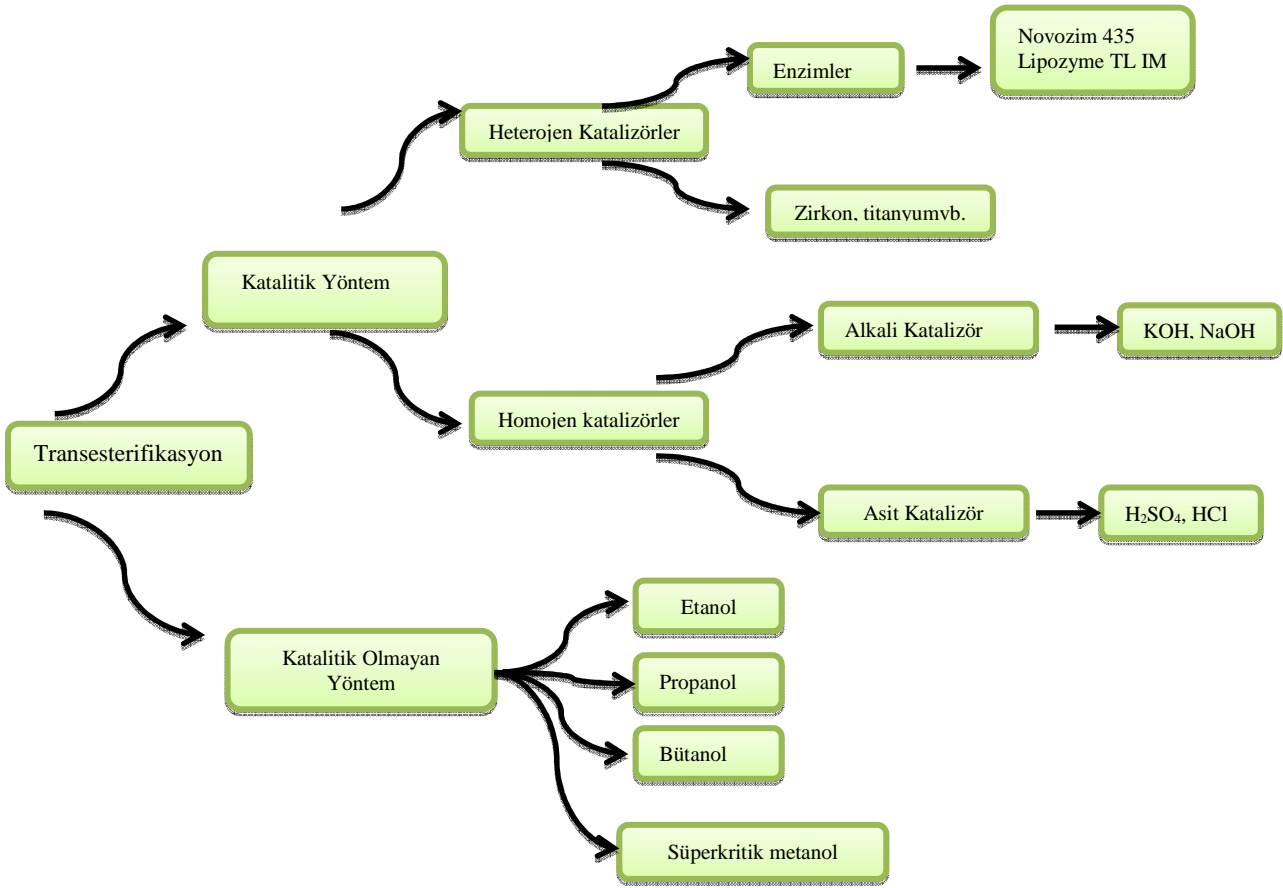 Novozim 435
Lipozyme TL IM
Enzimler
Heterojen Katalizörler
Zirkon, titanyumvb.
Katalitik Yöntem
Alkali Katalizör
KOH, NaOH
Homojen katalizörler
Transesterifikasyon
Asit Katalizör
H₂SO₄, HCl
Etanol
Katalitik Olmayan
Yöntem
Propanol
Bütanol
Süperkritik metanol